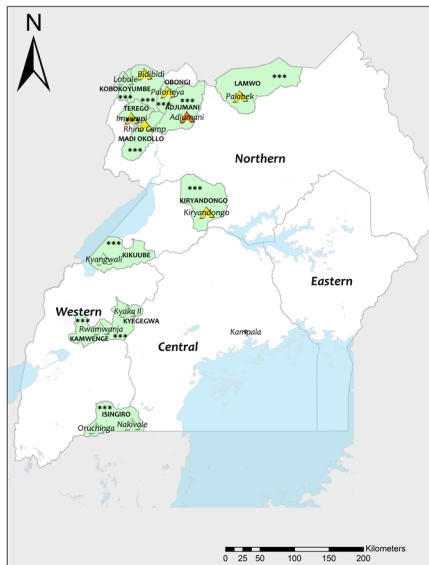 N
Bidibidi
Lobule
OBONGI
LAMWO
***
KOBOKO
YUMBE
Palorinya
***
***
***
***
Palabek
TEREGO
ADJUMANI
Imvepi
Adjumani
Rhino Camp
MADI OKOLLO
***
Northern
***
KIRYANDONGO
Kiryandongo
***
KIKUUBE
Kyangwali
Eastern
Western
Kyaka II
***
KYEGEGWA
Rwamwanja
Kampala
KAMWENGE
***
Central
***
ISINGIRO
Oruchinga
Nakivale
Kilometers
0 25 50 100 150 200